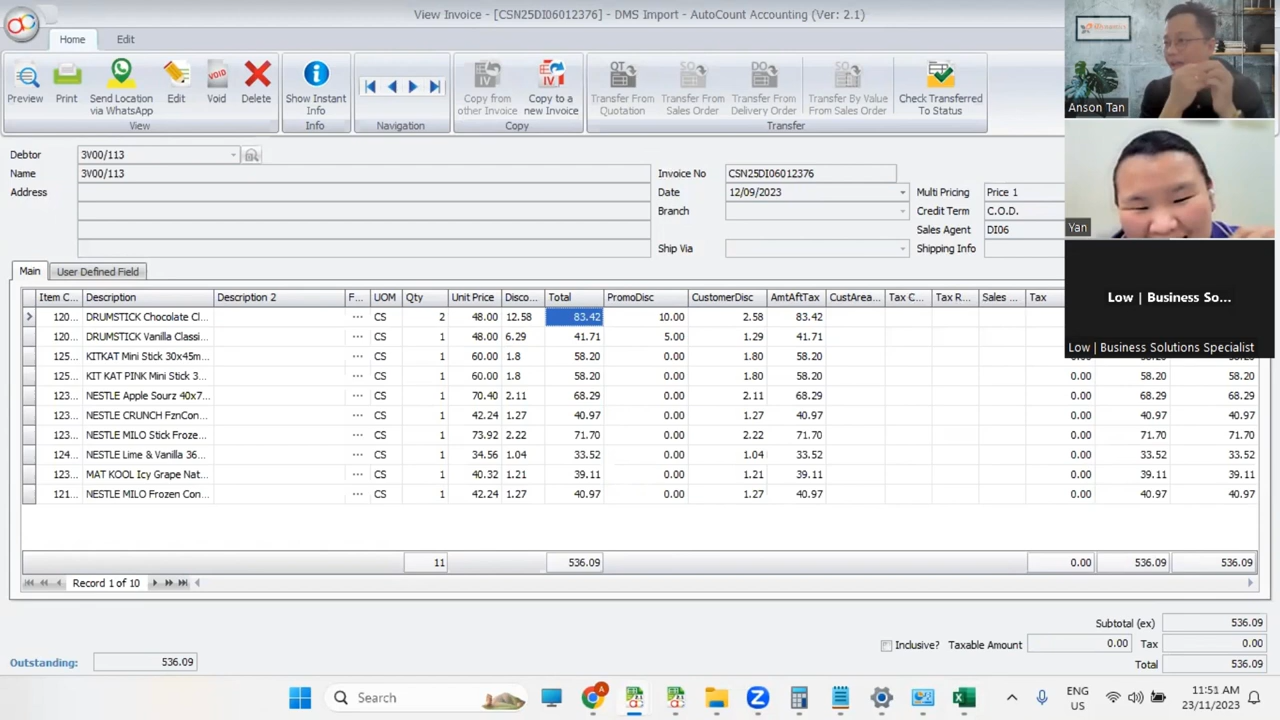 View Invoice - [CSN25DI06012376] - DMS Import - AutoCount Accounting (Ver: 2.1)
Home Edit
Preview Print Send Location via WhatsApp Edit Void Delete Show Instant Info Copy from other Invoice Copy to a new Invoice Transfer From Quotation Transfer From Sales Order Transfer From Delivery Order Transfer By Value From Sales Order Check Transferred To Status
View Info Navigation Copy Transfer
Anson Tan
Debtor 3V00/113
Name 3V00/113 Invoice No CSN25DI06012376
Address Date 12/09/2023 Multi Pricing Price 1
Branch Credit Term C.O.D.
Sales Agent DI06
Ship Via Shipping Info
Yan
Main User Defined Field
Low | Business So...
Low | Business Solutions Specialist
Item C... Description Description 2 F... UOM Qty Unit Price Disco... Total PromoDisc CustomerDisc AmtAftTax CustArea... Tax C... Tax R... Sales ... Tax
120... DRUMSTICK Chocolate Cl... ... CS 2 48.00 12.58 83.42 10.00 2.58 83.42
120... DRUMSTICK Vanilla Classi... ... CS 1 48.00 6.29 41.71 5.00 1.29 41.71
125... KITKAT Mini Stick 30x45m... ... CS 1 60.00 1.8 58.20 0.00 1.80 58.20
125... KIT KAT PINK Mini Stick 3... ... CS 1 60.00 1.8 58.20 0.00 1.80 58.20 0.00 58.20 58.20
123... NESTLE Apple Sourz 40x7... ... CS 1 70.40 2.11 68.29 0.00 2.11 68.29 0.00 68.29 68.29
123... NESTLE CRUNCH FznCon... ... CS 1 42.24 1.27 40.97 0.00 1.27 40.97 0.00 40.97 40.97
123... NESTLE MILO Stick Froze... ... CS 1 73.92 2.22 71.70 0.00 2.22 71.70 0.00 71.70 71.70
124... NESTLE Lime & Vanilla 36... ... CS 1 34.56 1.04 33.52 0.00 1.04 33.52 0.00 33.52 33.52
123... MAT KOOL Icy Grape Nat... ... CS 1 40.32 1.21 39.11 0.00 1.21 39.11 0.00 39.11 39.11
121... NESTLE MILO Frozen Con... ... CS 1 42.24 1.27 40.97 0.00 1.27 40.97 0.00 40.97 40.97
11 536.09 0.00 536.09 536.09
Record 1 of 10
Subtotal (ex) 536.09
Inclusive? Taxable Amount 0.00 Tax 0.00
Outstanding: 536.09 Total 536.09
Search ENG US 11:51 AM 23/11/2023